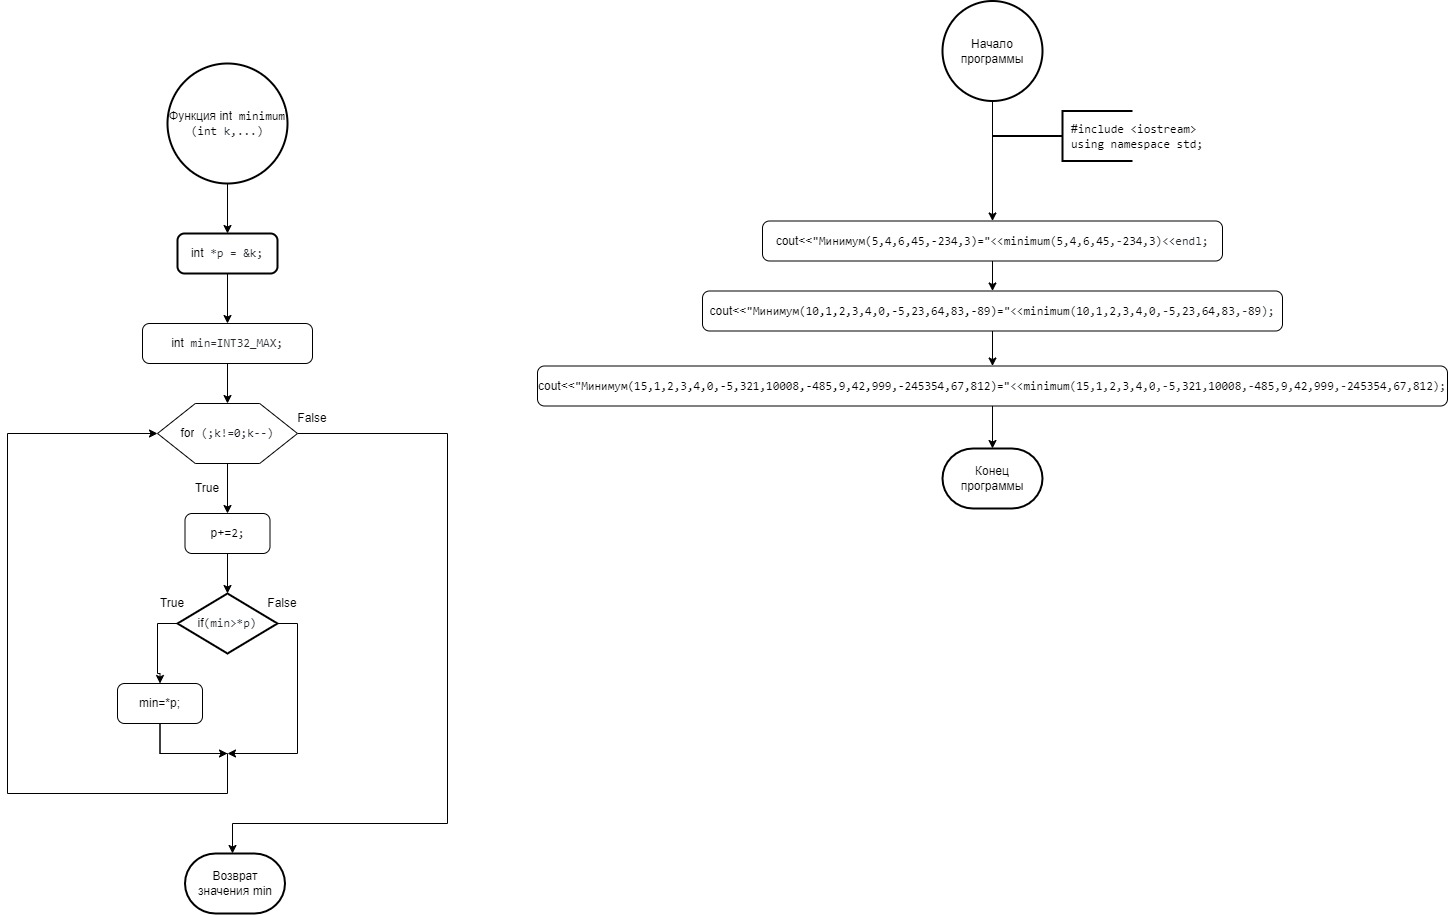 Функция int minimum
(int k,...)
int *p = &k;
int min=INT32_MAX;
for (;k!=0;k--)
False
True
p+=2;
True
False
if(min>*p)
min=*p;
Возврат
значения min
Начало
программы
#include <iostream>
using namespace std;
cout<<"Минимум(5,4,6,45,-234,3)="<<minimum(5,4,6,45,-234,3)<<endl;
cout<<"Минимум(10,1,2,3,4,0,-5,23,64,83,-89)="<<minimum(10,1,2,3,4,0,-5,23,64,83,-89);
cout<<"Минимум(15,1,2,3,4,0,-5,321,10008,-485,9,42,999,-245354,67,812)="<<minimum(15,1,2,3,4,0,-5,321,10008,-485,9,42,999,-245354,67,812);
Конец
программы